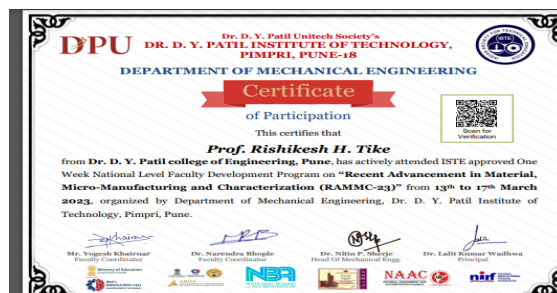 DPU
Dr. D. Y. Patil Unitech Society's
DR. D. Y. PATIL INSTITUTE OF TECHNOLOGY,
PIMPRI, PUNE-18
ISTE
DEPARTMENT OF MECHANICAL ENGINEERING
Certificate
of Participation
This certifies that
Scan for
Verification
Prof. Rishikesh H. Tike
from Dr. D. Y. Patil college of Engineering, Pune, has actively attended ISTE approved One
Week National Level Faculty Development Program on “Recent Advancement in Material,
Micro-Manufacturing and Characterization (RAMMC-23)” from 13th to 17th March
2023, organized by Department of Mechanical Engineering, Dr. D. Y. Patil Institute of
Technology, Pimpri, Pune.
Mr. Yogesh Khairnar
Faculty Coordinator
Dr. Narendra Bhople
Faculty Coordinator
Dr. Nitin P. Sherje
Head Of Mechanical Engg.
Dr. Lalit Kumar Wadhwa
Principal
Ministry of Education
NBA
NAAC
nirf